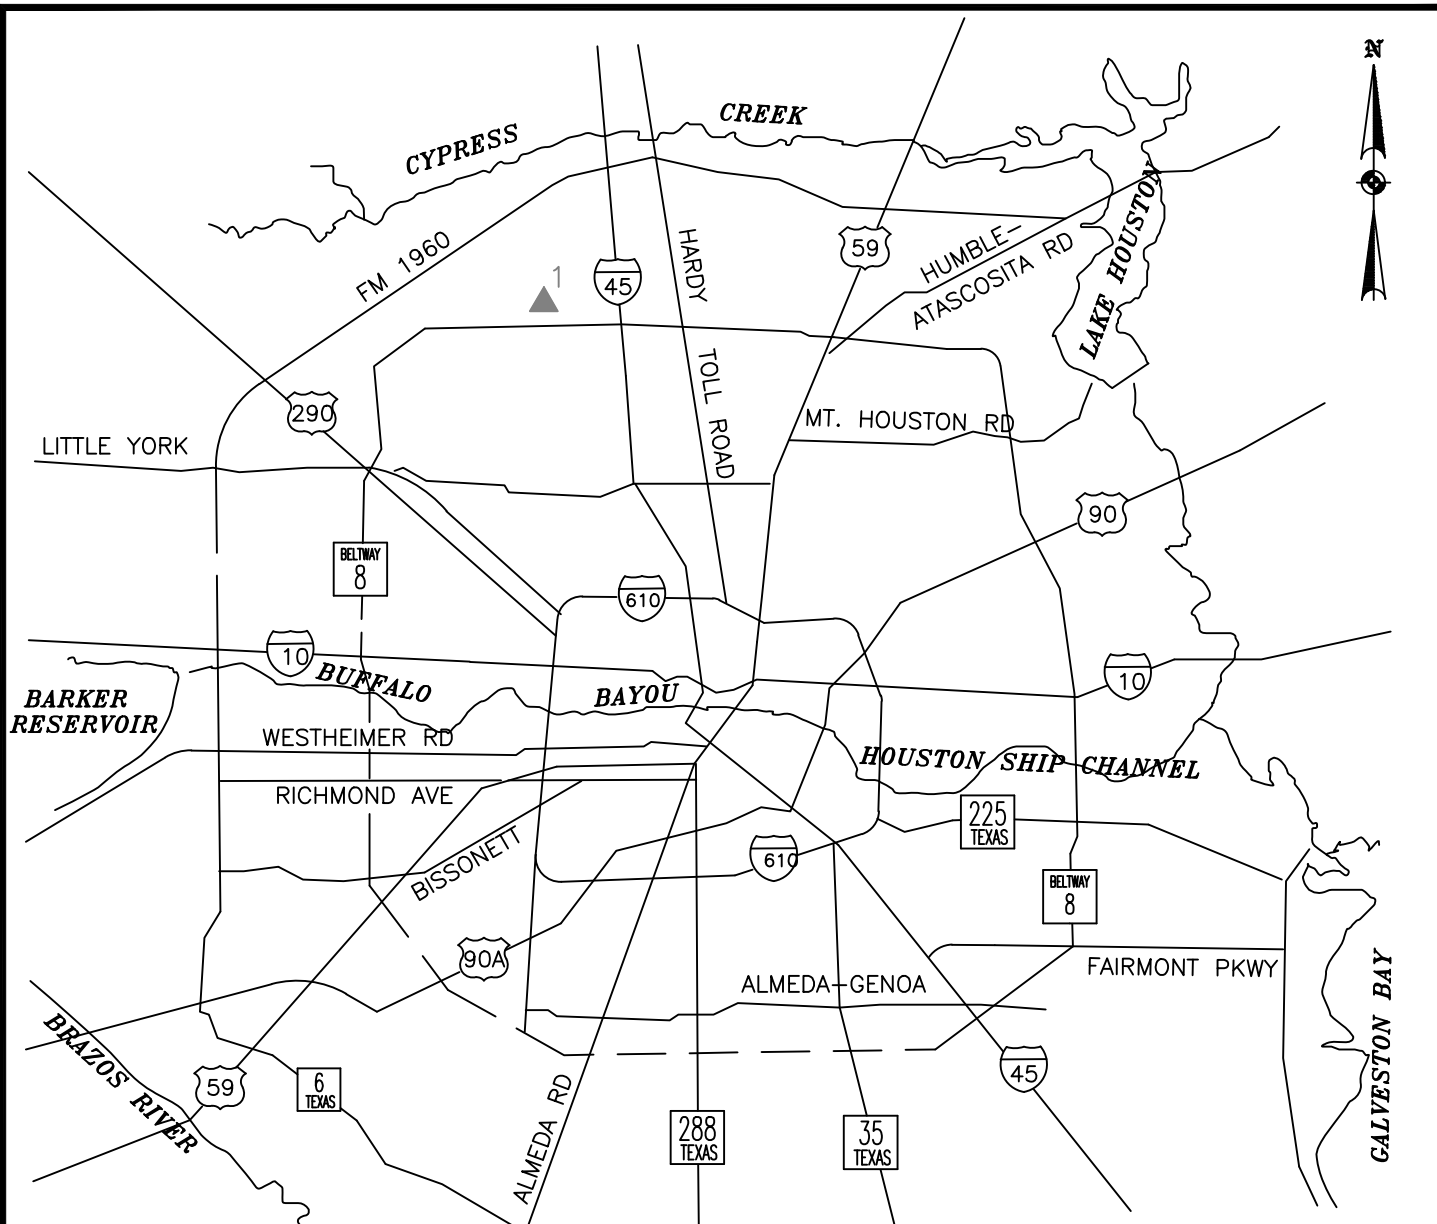 N
CYPRESS
CREEK
FM 1960
1
45
HARDY
59
HUMBLE-
ATASCOSITA RD
LAKE HOUSTON
TOLL ROAD
290
MT. HOUSTON RD
LITTLE YORK
90
BELTWAY
8
610
10
BUFFALO
BAYOU
10
BARKER
RESERVOIR
WESTHEIMER RD
HOUSTON SHIP CHANNEL
RICHMOND AVE
225
TEXAS
BISSONETT
610
BELTWAY
8
90A
ALMEDA-GENOA
FAIRMONT PKWY
GALVESTON BAY
BRAZOS RIVER
59
6
TEXAS
45
ALMEDA RD
288
TEXAS
35
TEXAS